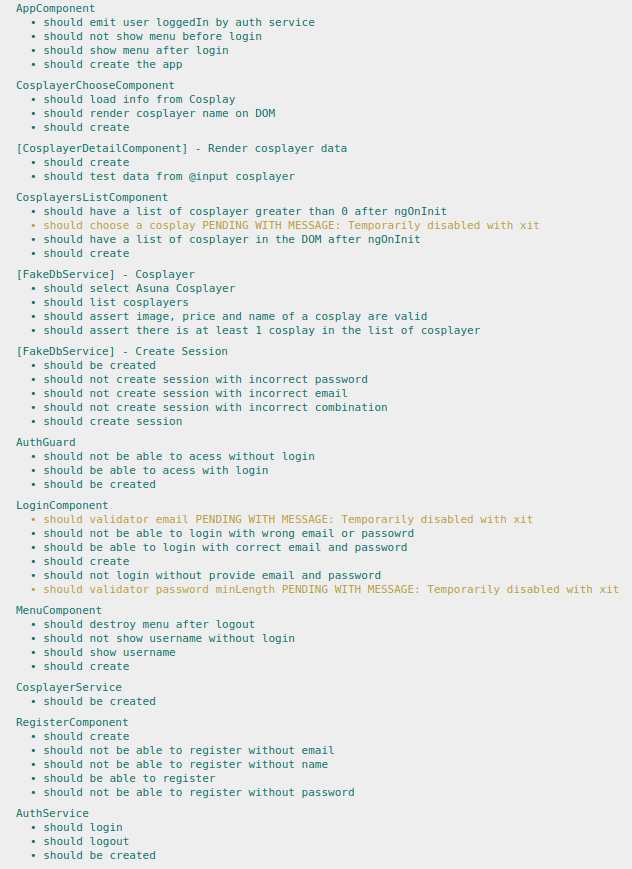 AppComponent
• should emit user loggedIn by auth service
• should not show menu before login
• should show menu after login
• should create the app
CosplayerChooseComponent
• should load info from Cosplay
• should render cosplayer name on DOM
• should create
[CosplayerDetailComponent] - Render cosplayer data
• should create
• should test data from @input cosplayer
CosplayersListComponent
• should have a list of cosplayer greater than 0 after ngOnInit
• should choose a cosplay PENDING WITH MESSAGE: Temporarily disabled with xit
• should have a list of cosplayer in the DOM after ngOnInit
• should create
[FakeDbService] - Cosplayer
• should select Asuna Cosplayer
• should list cosplayers
• should assert image, price and name of a cosplay are valid
• should assert there is at least 1 cosplay in the list of cosplayer
[FakeDbService] - Create Session
• should be created
• should not create session with incorrect password
• should not create session with incorrect email
• should not create session with incorrect combination
• should create session
AuthGuard
• should not be able to acess without login
• should be able to acess with login
• should be created
LoginComponent
• should validator email PENDING WITH MESSAGE: Temporarily disabled with xit
• should not be able to login with wrong email or passowrd
• should be able to login with correct email and password
• should create
• should not login without provide email and password
• should validator password minLength PENDING WITH MESSAGE: Temporarily disabled with xit
MenuComponent
• should destroy menu after logout
• should not show username without login
• should show username
• should create
CosplayerService
• should be created
RegisterComponent
• should create
• should not be able to register without email
• should not be able to register without name
• should be able to register
• should not be able to register without password
AuthService
• should login
• should logout
• should be created